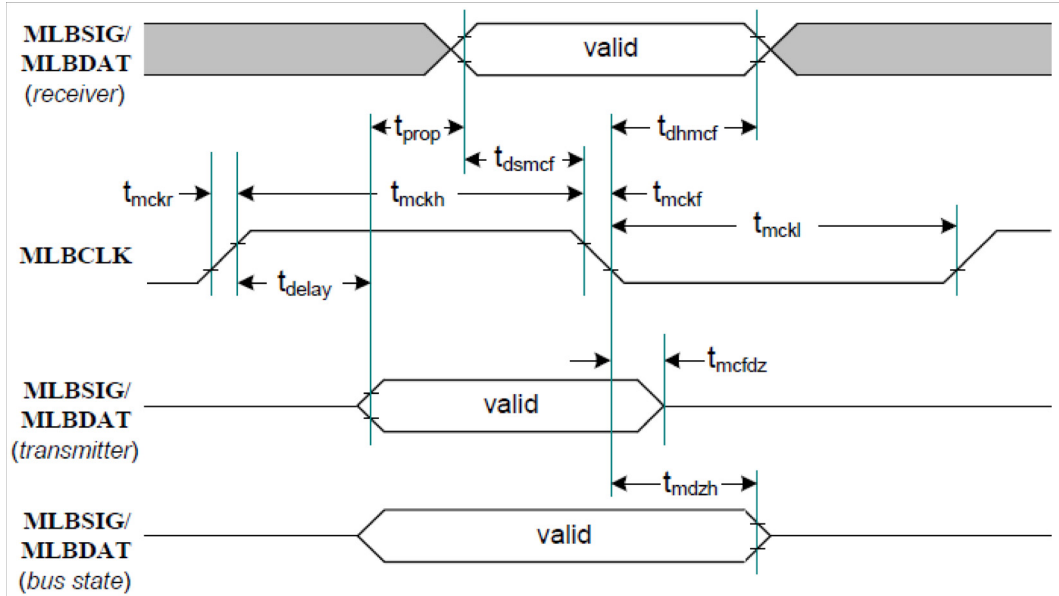 MLBSIG/
MLBDAT
(receiver)
valid
tprop
tdhmcf
tdsmcf
tmckr
tmckh
tmckf
tmckl
MLBCLK
tdelay
tmcfdz
MLBSIG/
MLBDAT
(transmitter)
valid
tmdzh
MLBSIG/
MLBDAT
(bus state)
valid